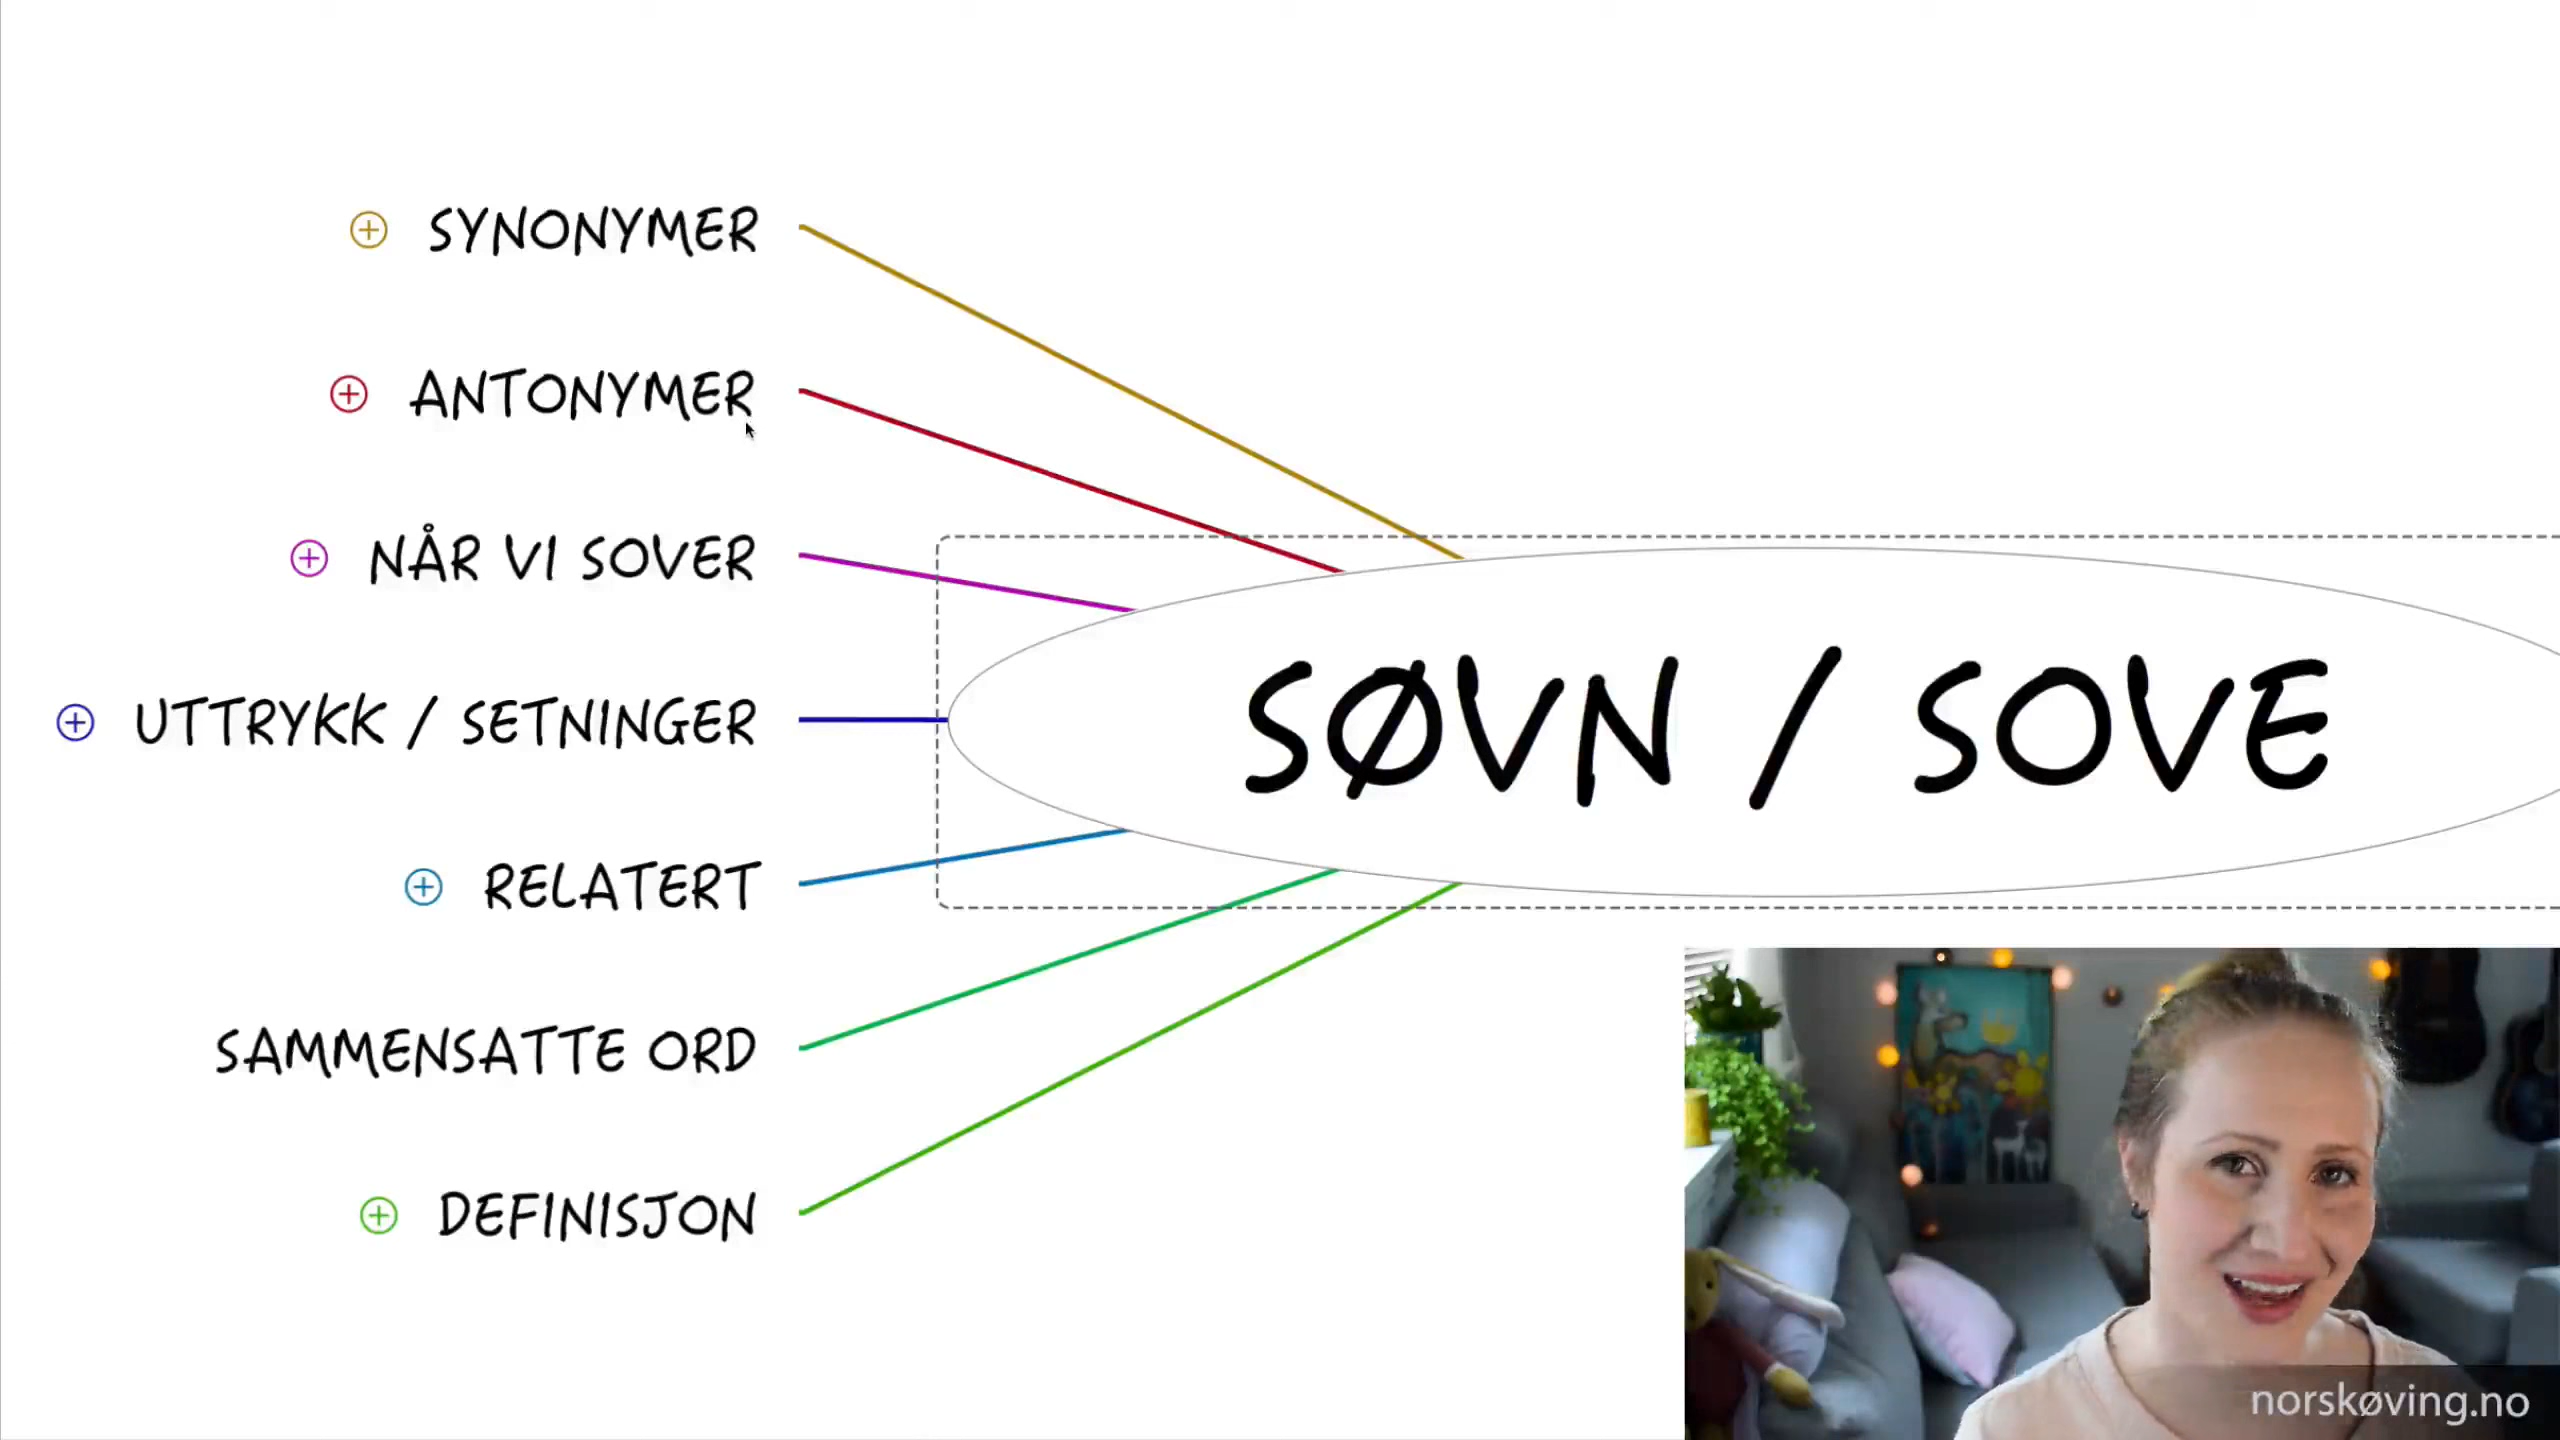 SYNONYMER
ANTONYMER
NÅR VI SOVER
UTTRYKK / SETNINGER
RELATERT
SAMMENSATTE ORD
DEFINISJON
SØVN / SOVE
norskøving.no